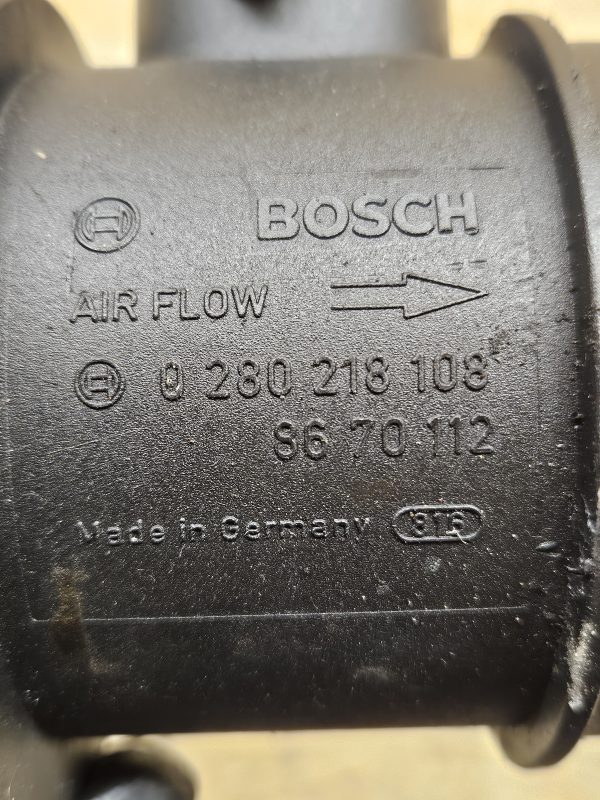 BOSCH
AIR FLOW
0 280 218 108
86 70 112
Made in Germany 816